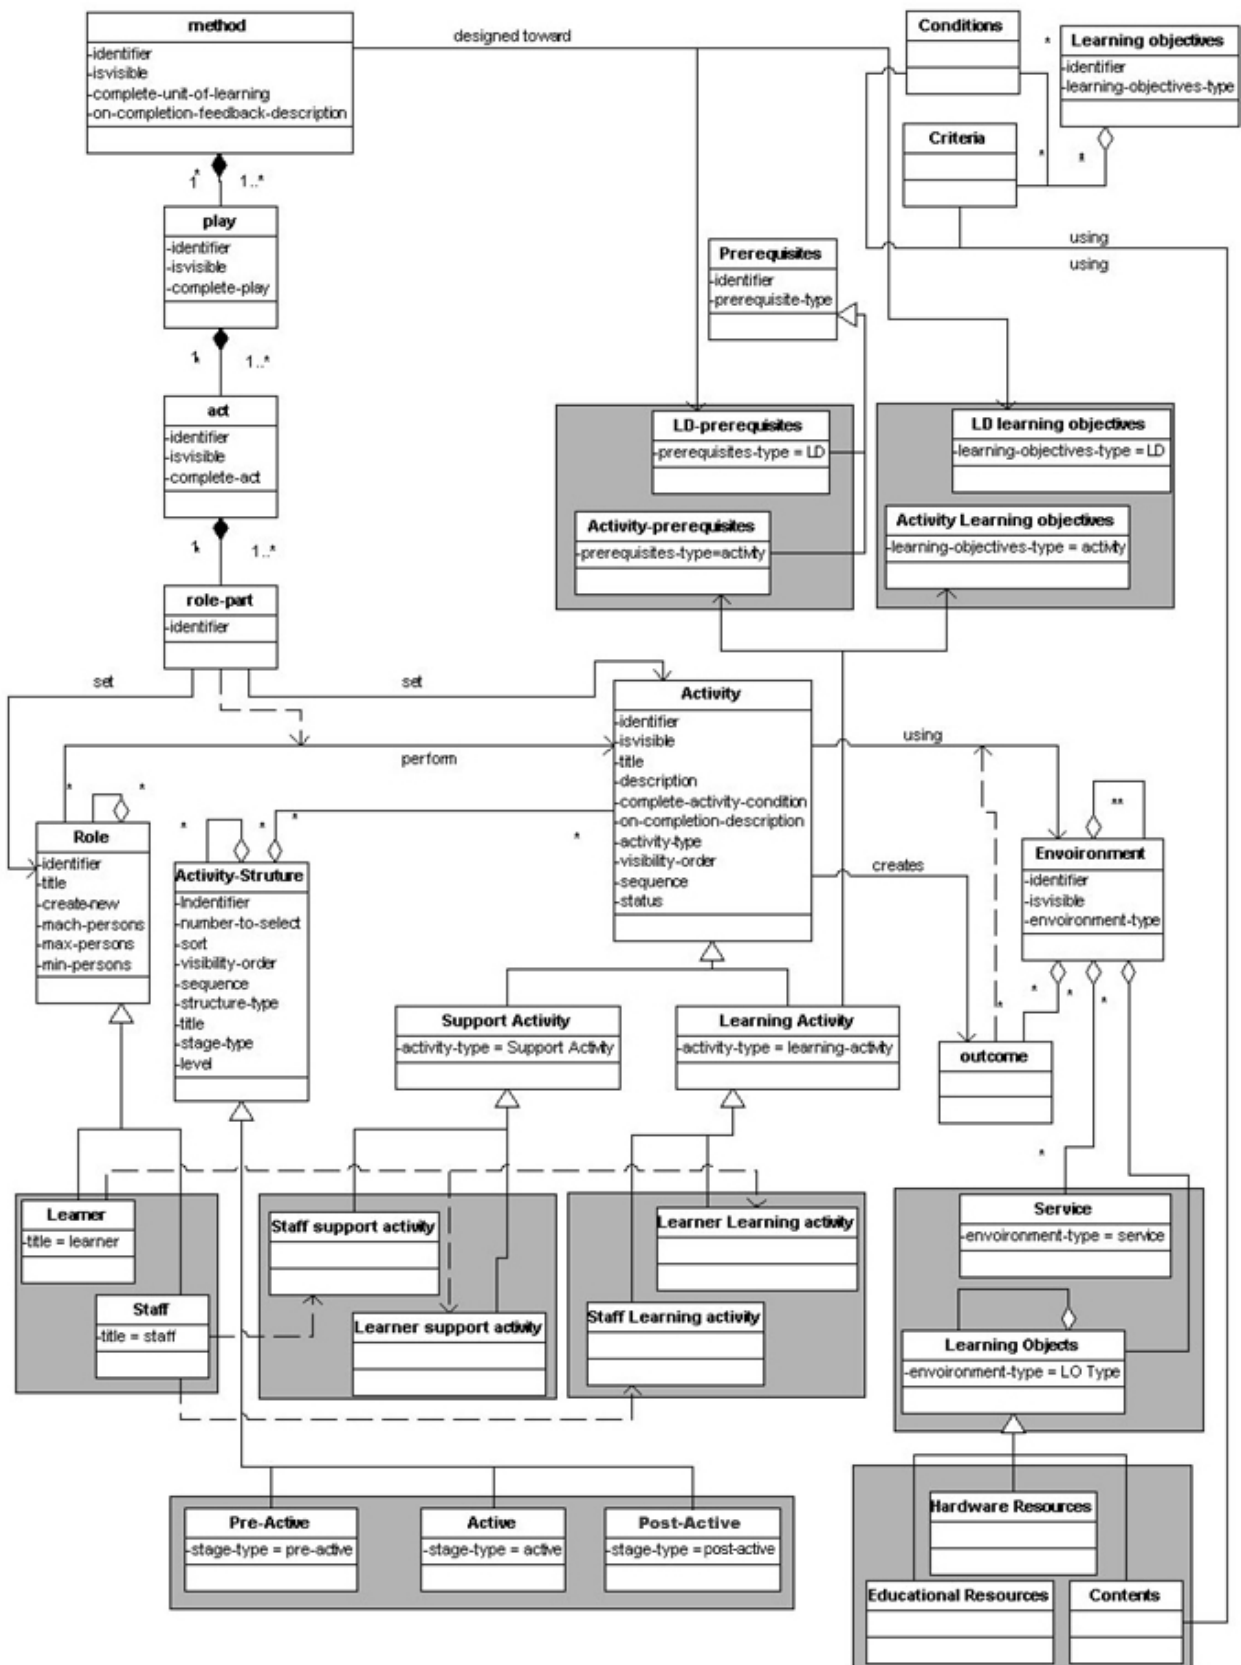 method
-identifier
-isvisible
-complete-unit-of-learning
-on-completion-feedback-description
designed toward
Conditions
*
Learning objectives
-identifier
-learning-objectives-type
Criteria
*
*
using
using
1
*
1..*
play
-identifier
-isvisible
-complete-play
Prerequisites
-identifier
-prerequisite-type
1
*
1..*
act
-identifier
-isvisible
-complete-act
LD-prerequisites
-prerequisites-type = LD
Activity-prerequisites
-prerequisites-type=activity
LD learning objectives
-learning-objectives-type = LD
Activity Learning objectives
-learning-objectives-type = activity
1
*
1..*
role-part
-identifier
set
set
perform
Activity
-identifier
-isvisible
-title
-description
-complete-activity-condition
-on-completion-description
-activity-type
-visibility-order
-sequence
-status
using
creates
*
*
Role
-identifier
-title
-create-new
-mach-persons
-max-persons
-min-persons
*
*
*
Activity-Struture
-Indentifier
-number-to-select
-sort
-visibility-order
-sequence
-structure-type
-title
-stage-type
-level
**
Envoironment
-identifier
-isvisible
-envoironment-type
*
*
*
*
*
Support Activity
-activity-type = Support Activity
Learning Activity
-activity-type = learning-activity
outcome
Learner
-title = learner
Staff
-title = staff
Staff support activity
Learner support activity
Learner Learning activity
Staff Learning activity
Service
-envoironment-type = service
Learning Objects
-envoironment-type = LO Type
Pre-Active
-stage-type = pre-active
Active
-stage-type = active
Post-Active
-stage-type =post-active
Hardware Resources
Educational Resources
Contents